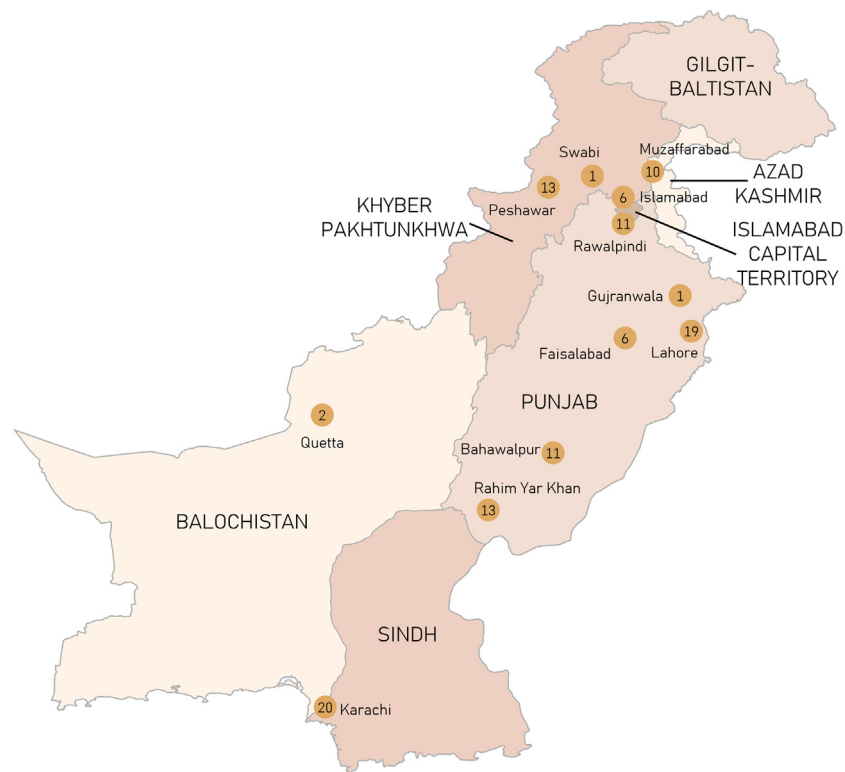 GILGIT-
BALTISTAN
Muzaffarabad
Swabi
10
AZAD
KASHMIR
1
13
6
Islamabad
KHYBER
PAKHTUNKHWA
Peshawar
11
ISLAMABAD
CAPITAL
TERRITORY
Rawalpindi
Gujranwala
1
19
6
Faisalabad
Lahore
PUNJAB
2
Quetta
Bahawalpur
11
Rahim Yar Khan
13
BALOCHISTAN
SINDH
20
Karachi